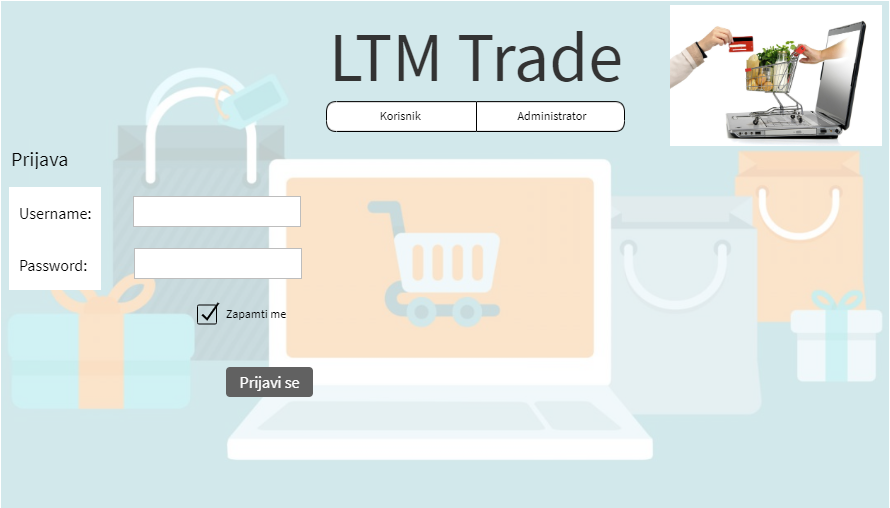 LTM Trade
Korisnik Administrator
Prijava
Username:
Password:
Zapamti me
Prijavi se